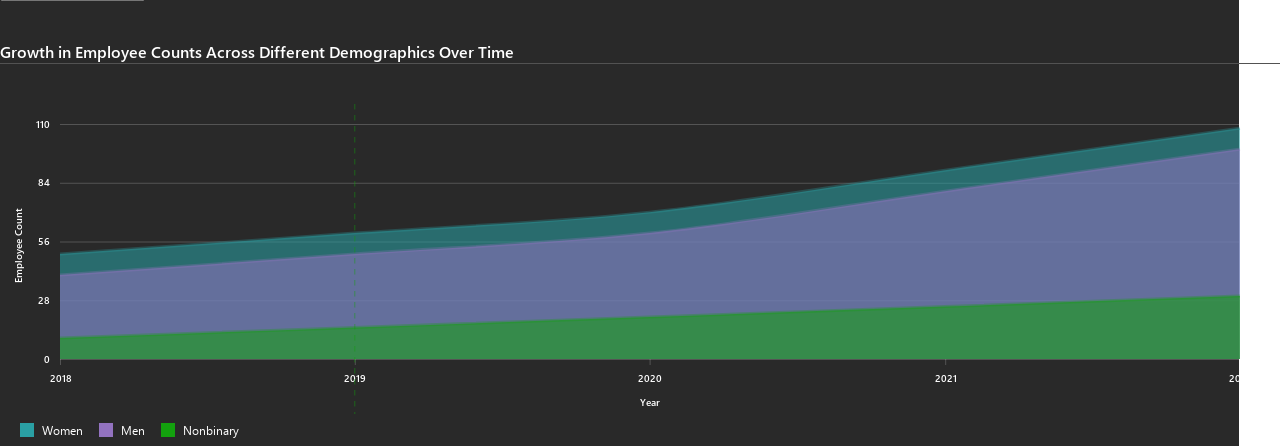 Growth in Employee Counts Across Different Demographics Over Time
110
84
56
28
0
Employee Count
2018 2019 2020 2021 20
Year
Women Men Nonbinary